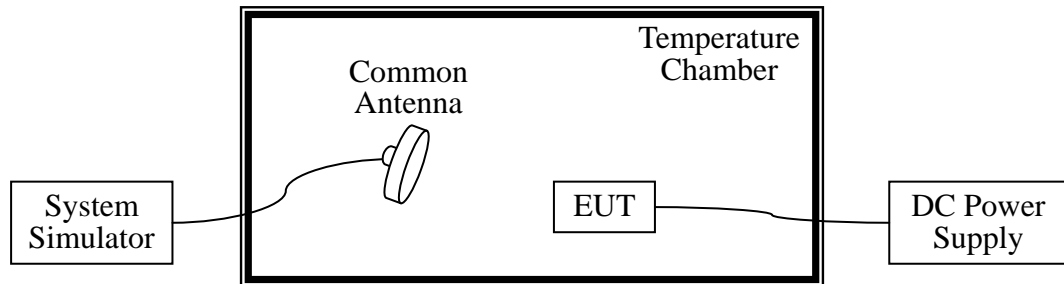 Temperature
Chamber
Common
Antenna
System
Simulator
EUT
DC Power
Supply